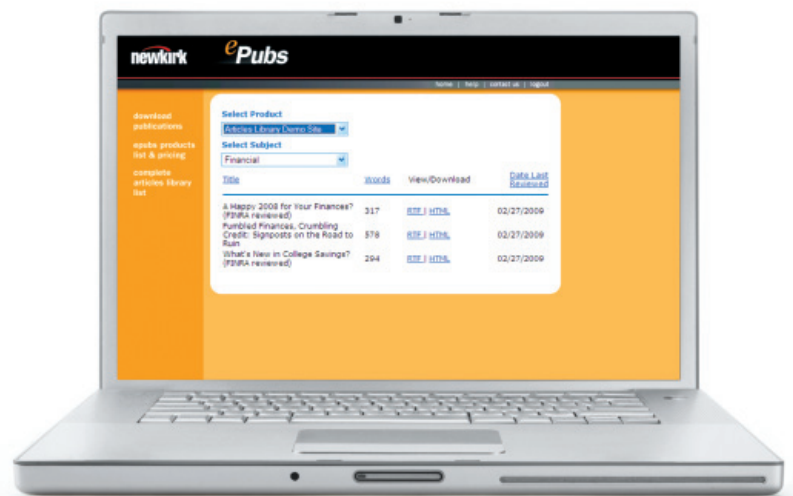 newkirk
ePubs
home | help | contact us | logout
download
publications
epubs products
list & pricing
complete
articles library
list
Select Product
Articles Library Demo Site
Select Subject
Financial
Title Words View/Download Date Last
Reviewed
A Happy 2008 for Your Finances?
(FINRA reviewed) 317 RTF | HTML 02/27/2009
Fumbled Finances, Crumbling
Credit: Signposts on the Road to
Ruin 578 RTF | HTML 02/27/2009
What's New in College Savings?
(FINRA reviewed) 294 RTF | HTML 02/27/2009